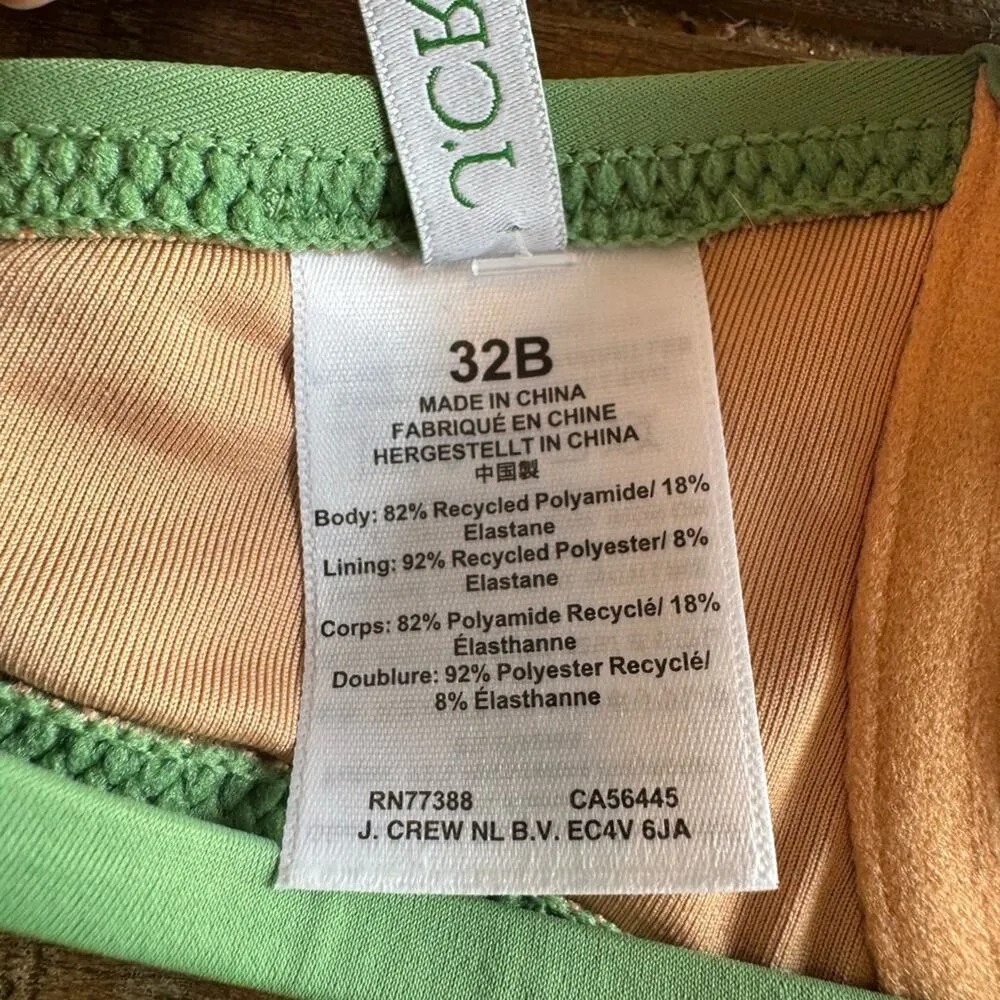 J.CR
32B
MADE IN CHINA
FABRIQUÉ EN CHINE
HERGESTELLT IN CHINA
中国製
Body: 82% Recycled Polyamide/ 18%
Elastane
Lining: 92% Recycled Polyester/ 8%
Elastane
Corps: 82% Polyamide Recyclé/ 18%
Élasthanne
Doublure: 92% Polyester Recyclé/
8% Élasthanne
RN77388 CA56445
J. CREW NL B.V. EC4V 6JA